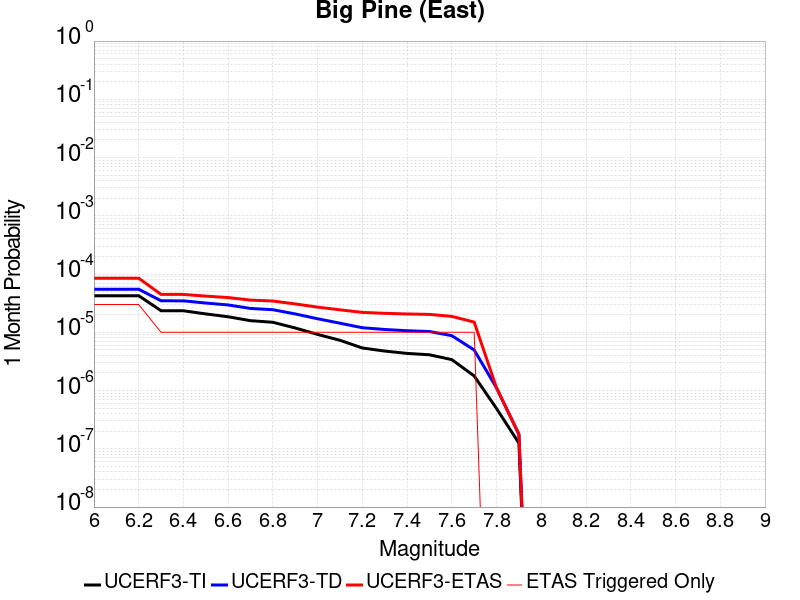 Big Pine (East)
1 Month Probability
10^0
10^-1
10^-2
10^-3
10^-4
10^-5
10^-6
10^-7
10^-8
6 6.2 6.4 6.6 6.8 7 7.2 7.4 7.6 7.8 8 8.2 8.4 8.6 8.8 9
Magnitude
UCERF3-TI UCERF3-TD UCERF3-ETAS ETAS Triggered Only